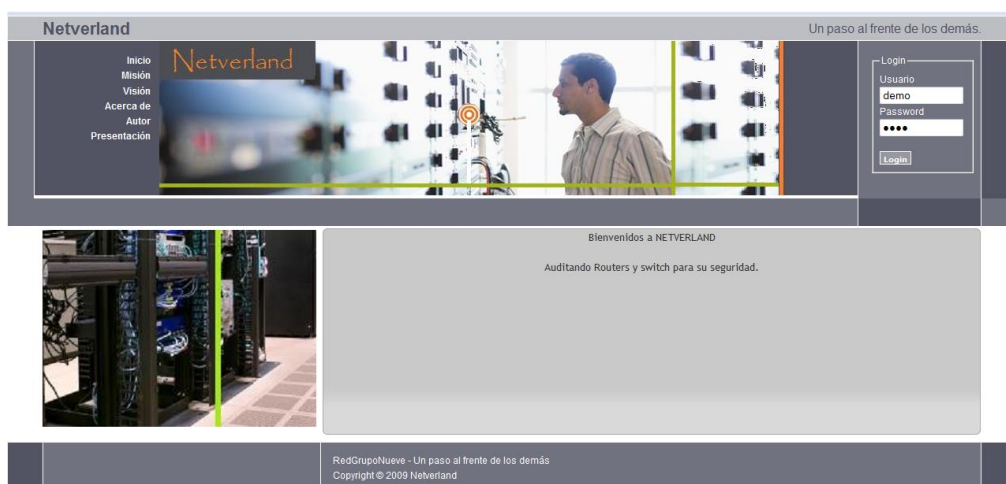 Netverland
Un paso al frente de los demás.
Inicio
Misión
Visión
Acerca de
Autor
Presentación
Netverland
Login
Usuario
demo
Password
••••
Login
Bienvenidos a NETVERLAND
Auditando Routers y switch para su seguridad.
RedGrupoNueve - Un paso al frente de los demás
Copyright © 2009 Netverland